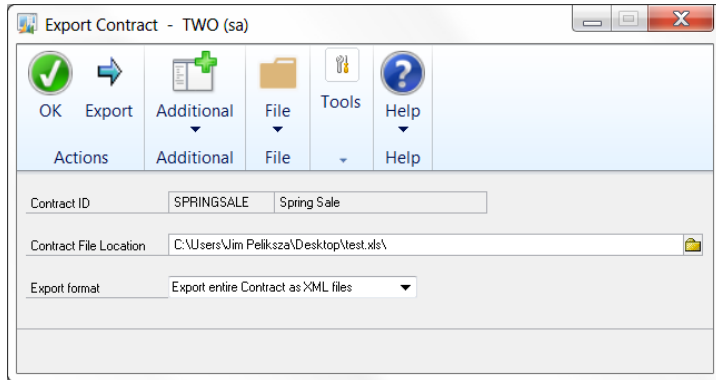 Export Contract - TWO (sa)
OK Export Additional File Tools Help
Actions Additional File Help
Contract ID SPRINGSALE Spring Sale
Contract File Location C:\Users\Jim Peliksza\Desktop\test.xls\
Export format Export entire Contract as XML files